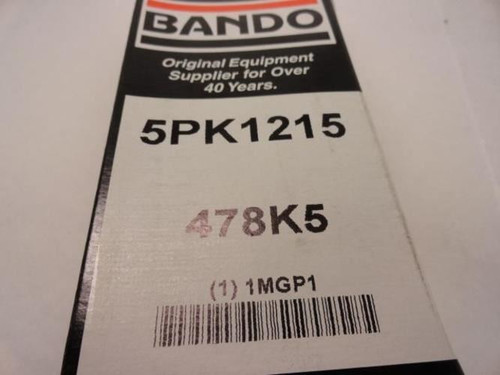 BANDO
Original Equipment
Supplier for Over
40 Years.
5PK1215
478K5
(1) 1MGP1